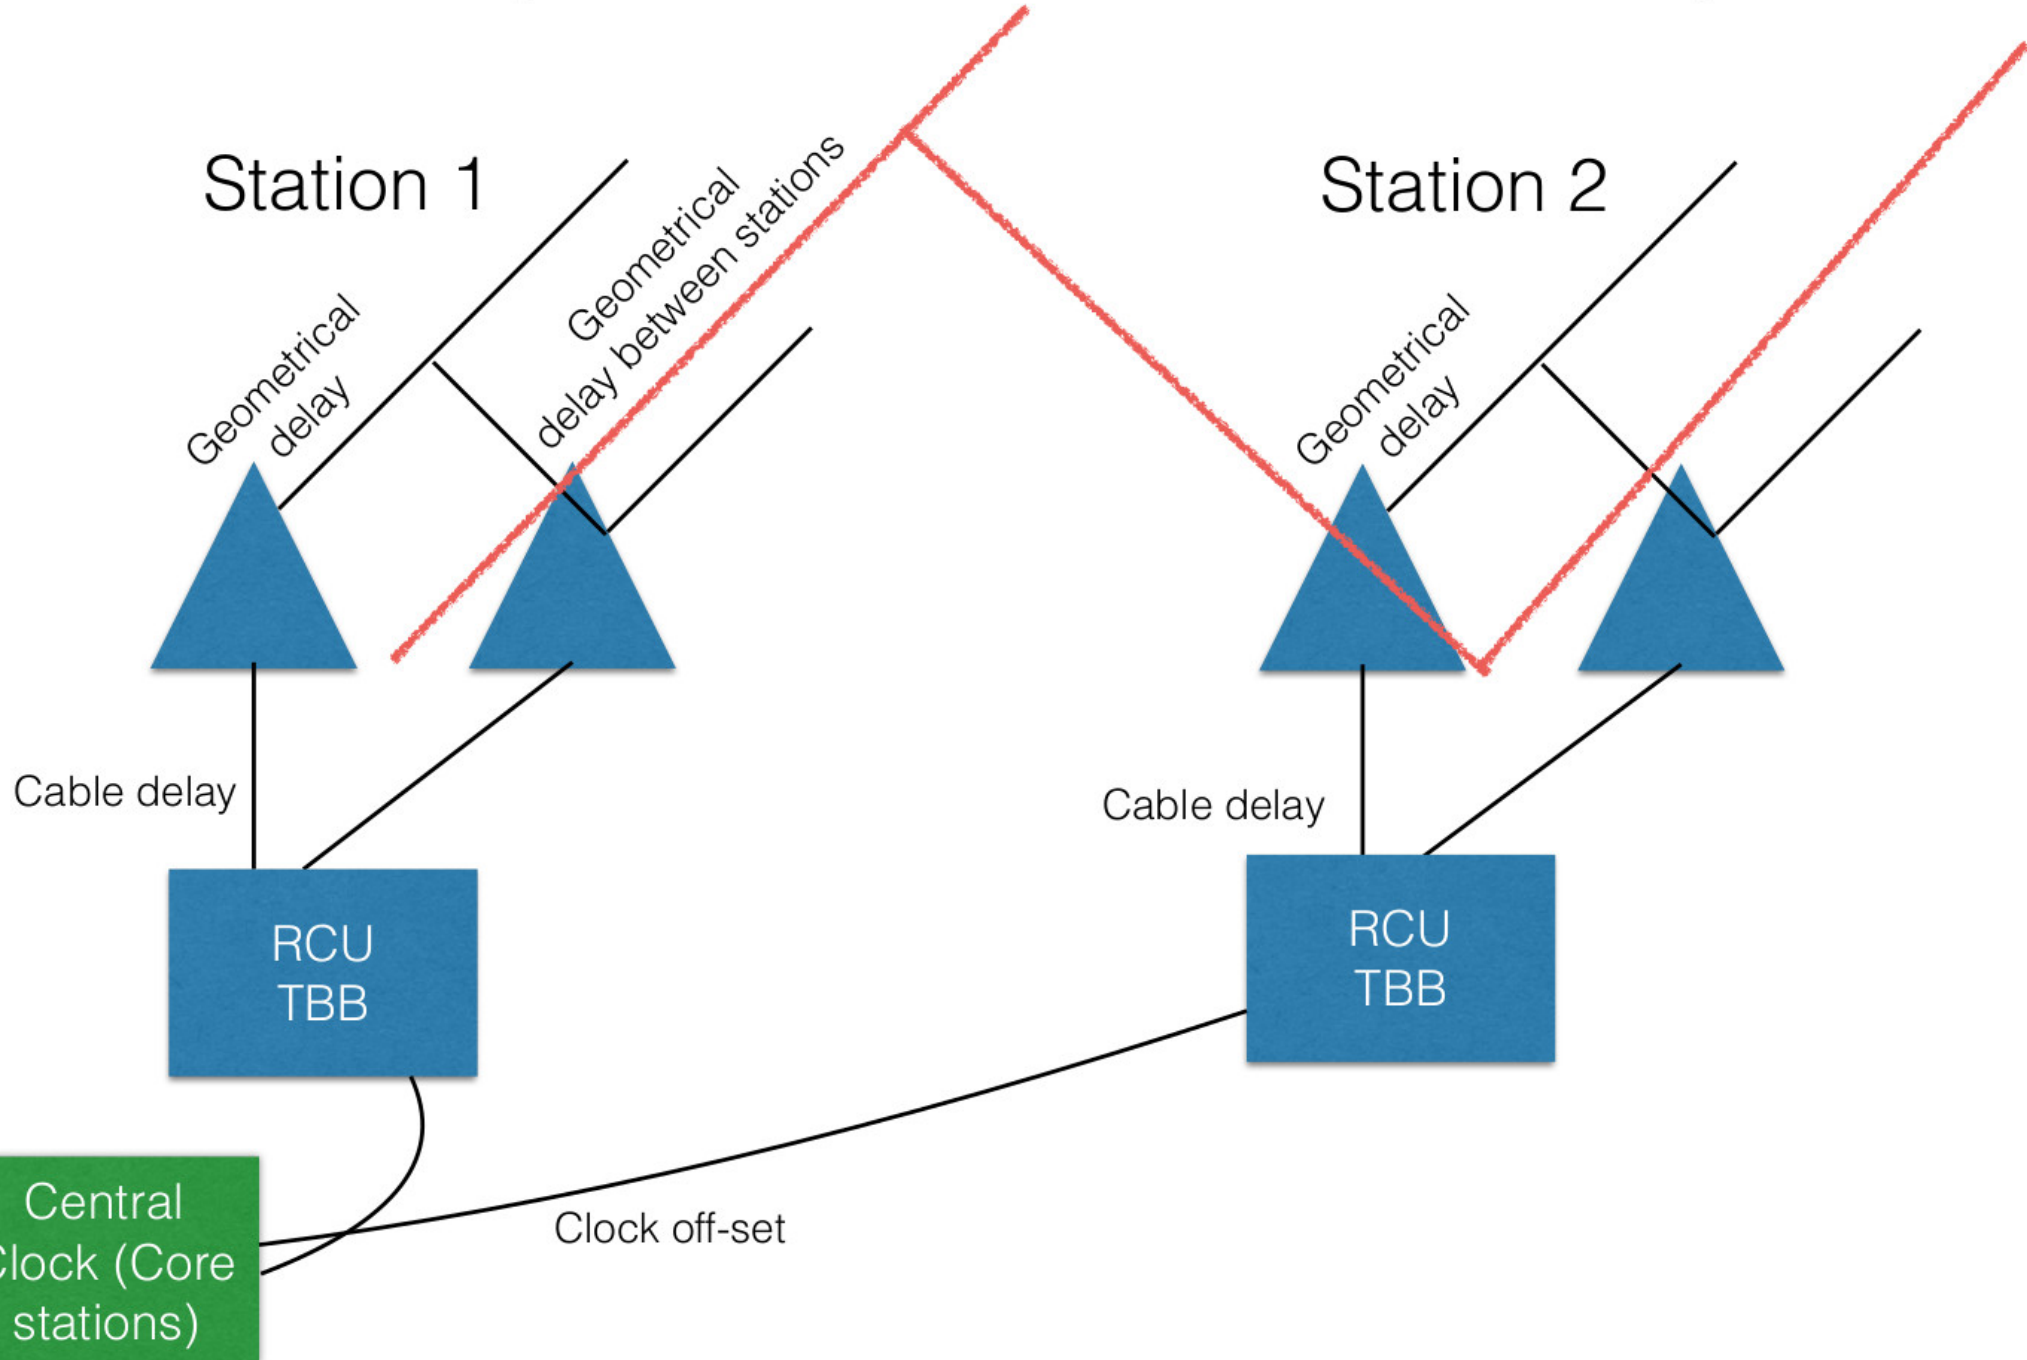 Station 1
Geometrical
delay
Geometrical
delay between stations
Station 2
Geometrical
delay
Cable delay
Cable delay
RCU
TBB
RCU
TBB
Central
Clock (Core
stations)
Clock off-set